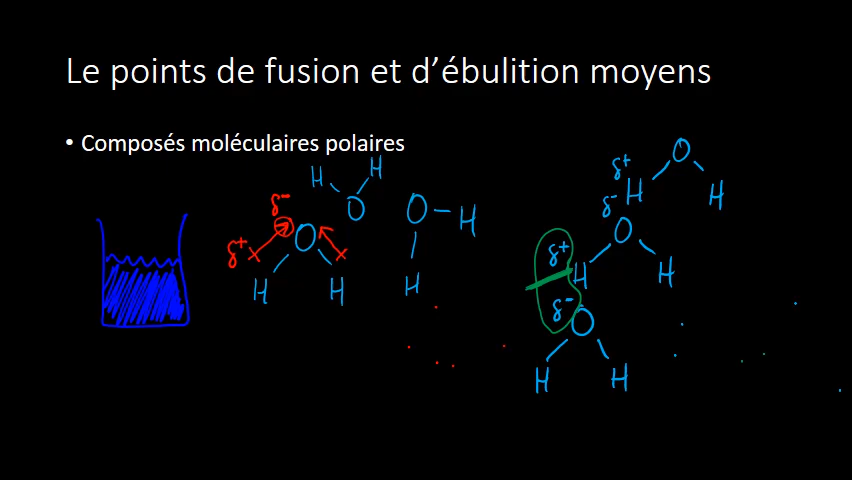 Le points de fusion et d’ébulition moyens
• Composés moléculaires polaires
H H
O
δ-
δ+
O
H H
O H
H
δ+
O
H H
δ-
O
δ+
H H
δ-
O
H H